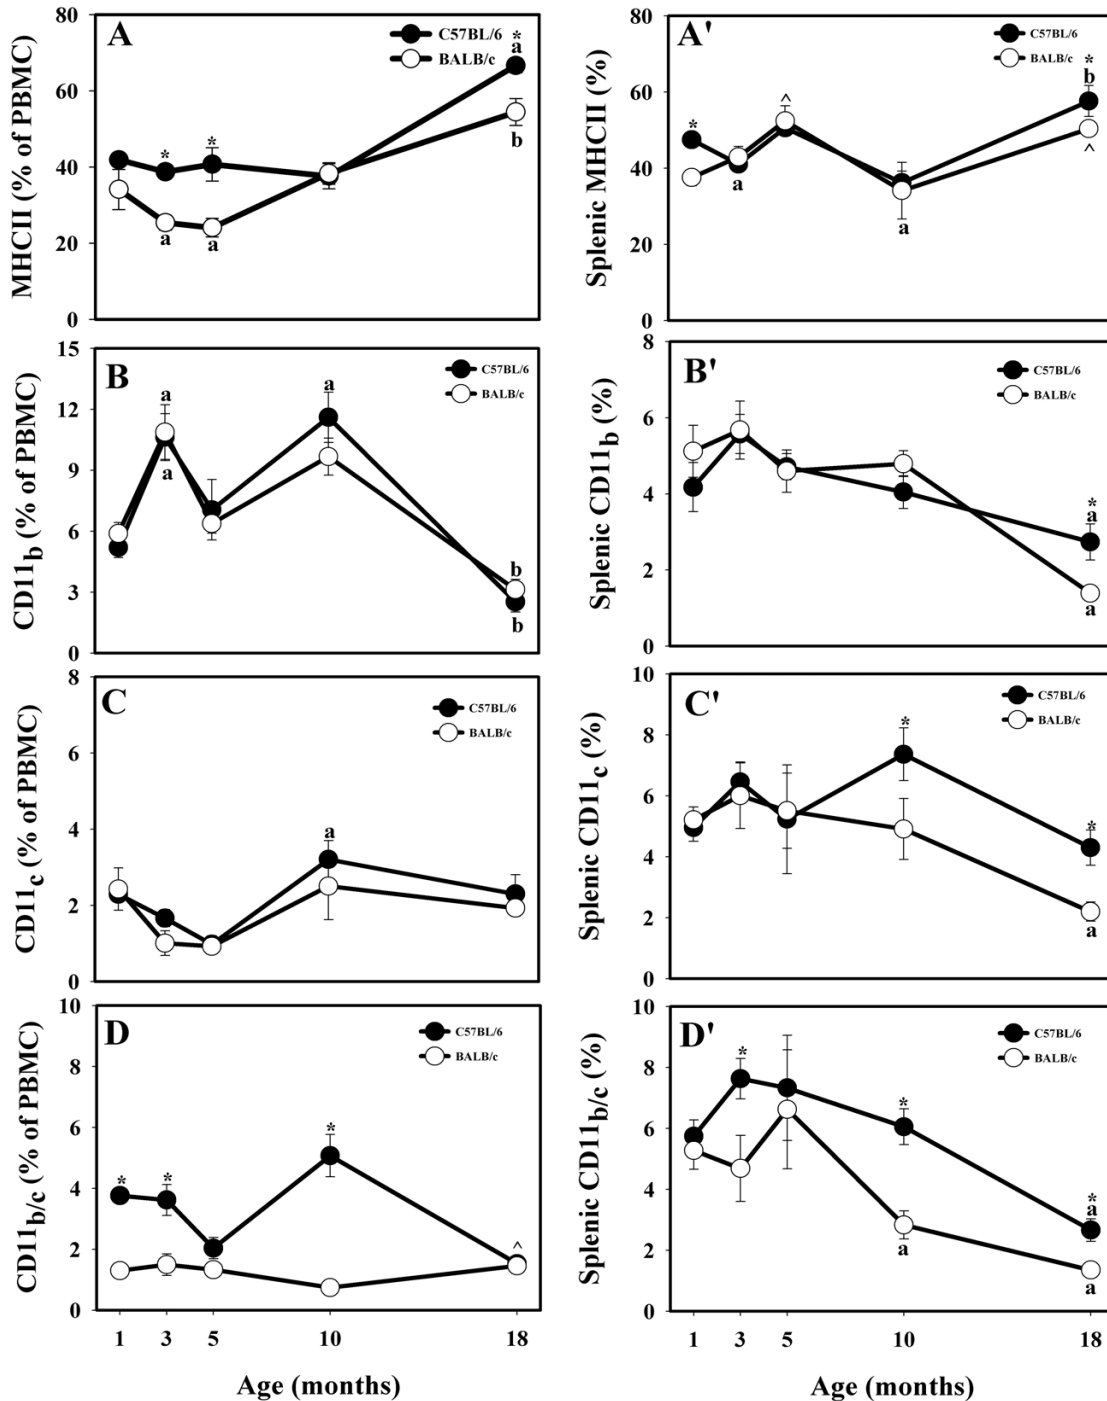 A
C57BL/6
BALB/c
MHCII (% of PBMC)
80
60
40
20
0
* * * a
a a b
A'
C57BL/6
BALB/c
Splenic MHCII (%)
80
60
40
20
0
* ^ * b
a a ^
B
C57BL/6
BALB/c
CD11b (% of PBMC)
15
12
9
6
3
0
a a b
a b
B'
C57BL/6
BALB/c
Splenic CD11b (%)
8
6
4
2
0
* a
a
C
C57BL/6
BALB/c
CD11c (% of PBMC)
8
6
4
2
0
a
C'
C57BL/6
BALB/c
Splenic CD11c (%)
10
8
6
4
2
0
* *
a
D
C57BL/6
BALB/c
CD11b/c (% of PBMC)
10
8
6
4
2
0
* * * ^
1 3 5 10 18
Age (months)
D'
C57BL/6
BALB/c
Splenic CD11b/c (%)
10
8
6
4
2
0
* * * a
a a
1 3 5 10 18
Age (months)